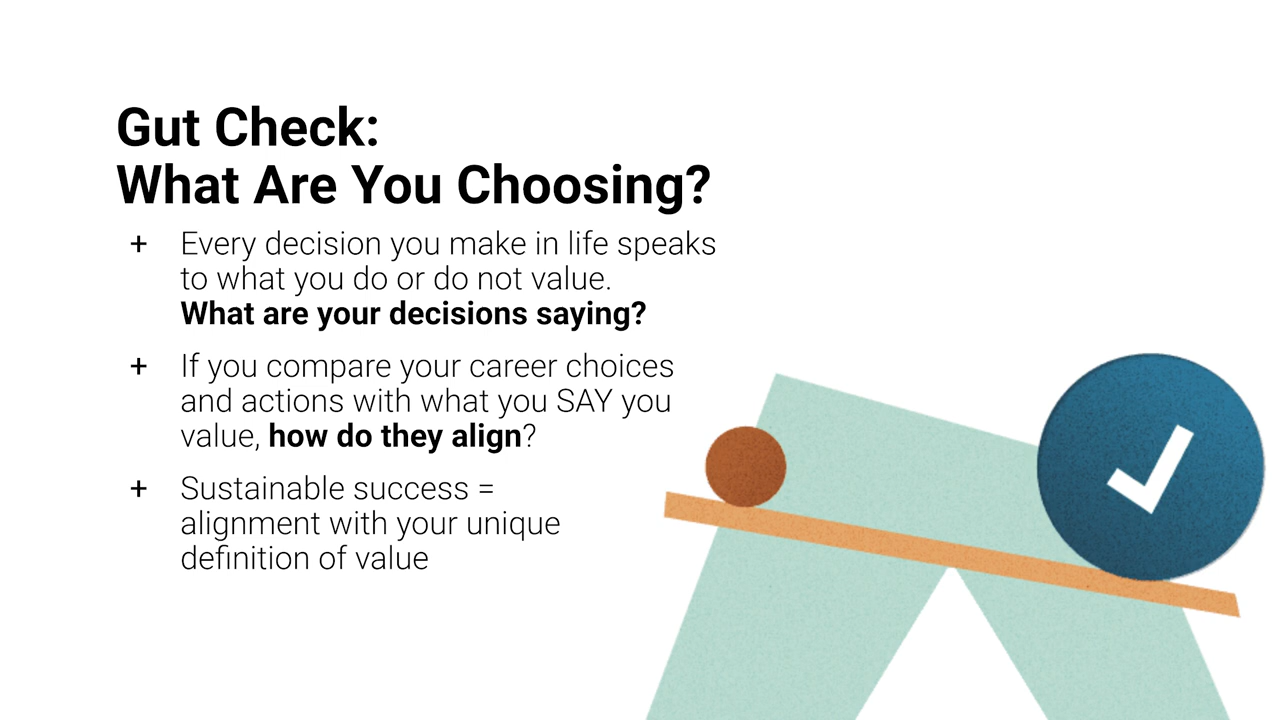 Gut Check:
What Are You Choosing?
+ Every decision you make in life speaks
to what you do or do not value.
What are your decisions saying?
+ If you compare your career choices
and actions with what you SAY you
value, how do they align?
+ Sustainable success =
alignment with your unique
definition of value